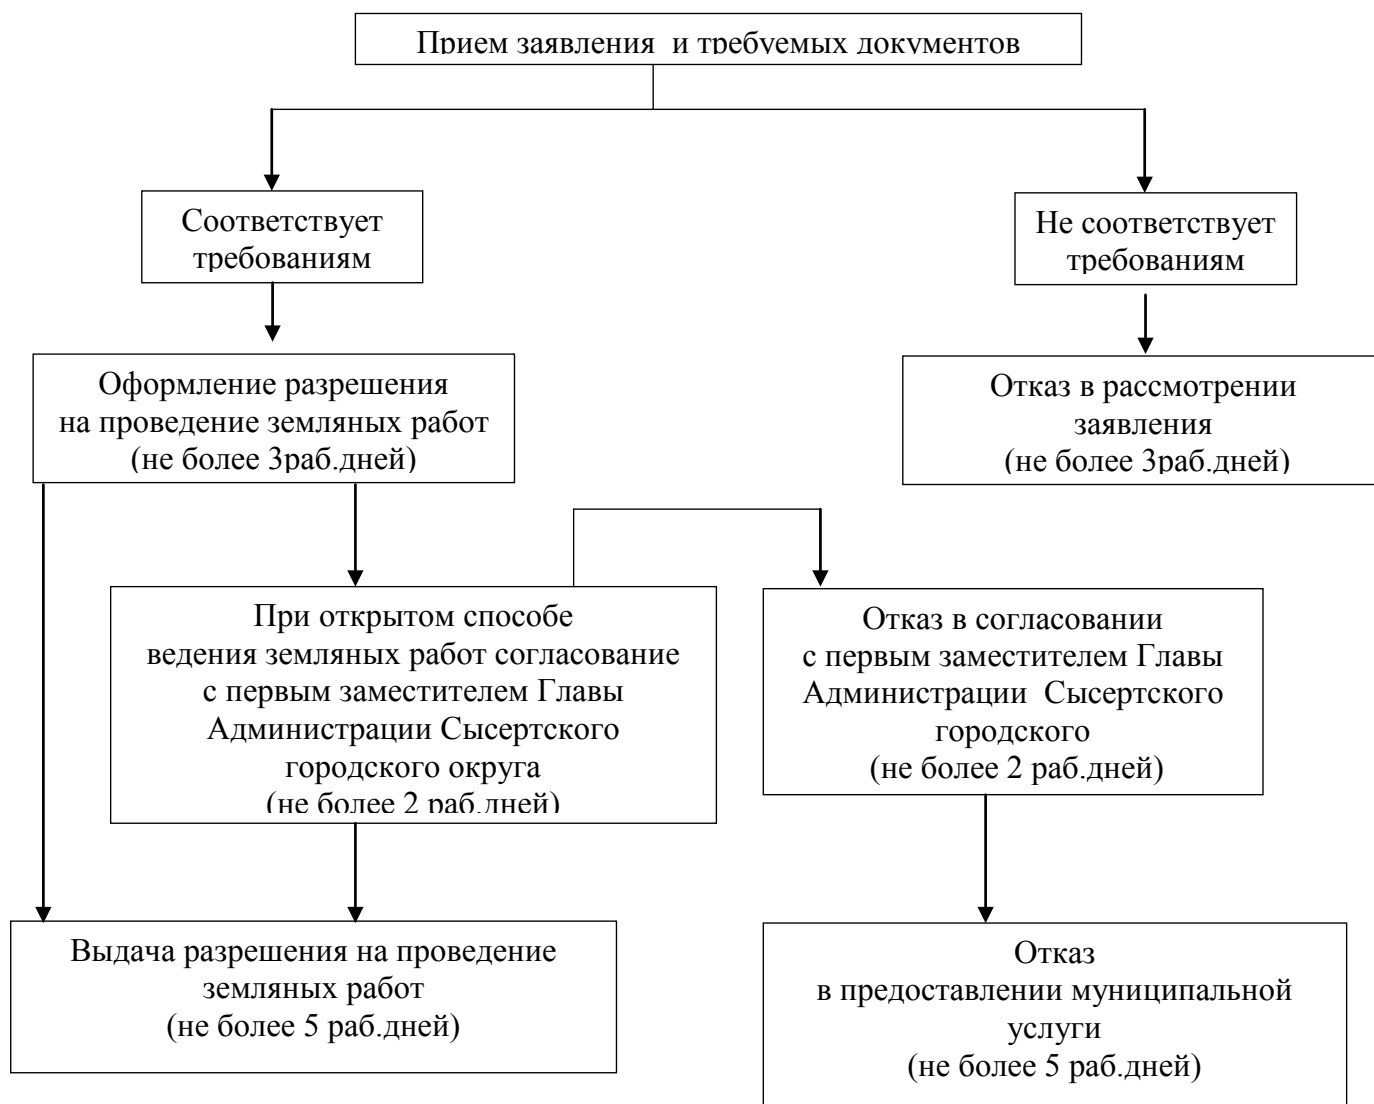 Прием заявления и требуемых документов
Соответствует
требованиям
Не соответствует
требованиям
Оформление разрешения
на проведение земляных работ
(не более 3раб.дней)
Отказ в рассмотрении
заявления
(не более 3раб.дней)
При открытом способе
ведения земляных работ согласование
с первым заместителем Главы
Администрации Сысертского
городского округа
(не более 2 раб.дней)
Отказ в согласовании
с первым заместителем Главы
Администрации Сысертского
городского
(не более 2 раб.дней)
Выдача разрешения на проведение
земляных работ
(не более 5 раб.дней)
Отказ
в предоставлении муниципальной
услуги
(не более 5 раб.дней)